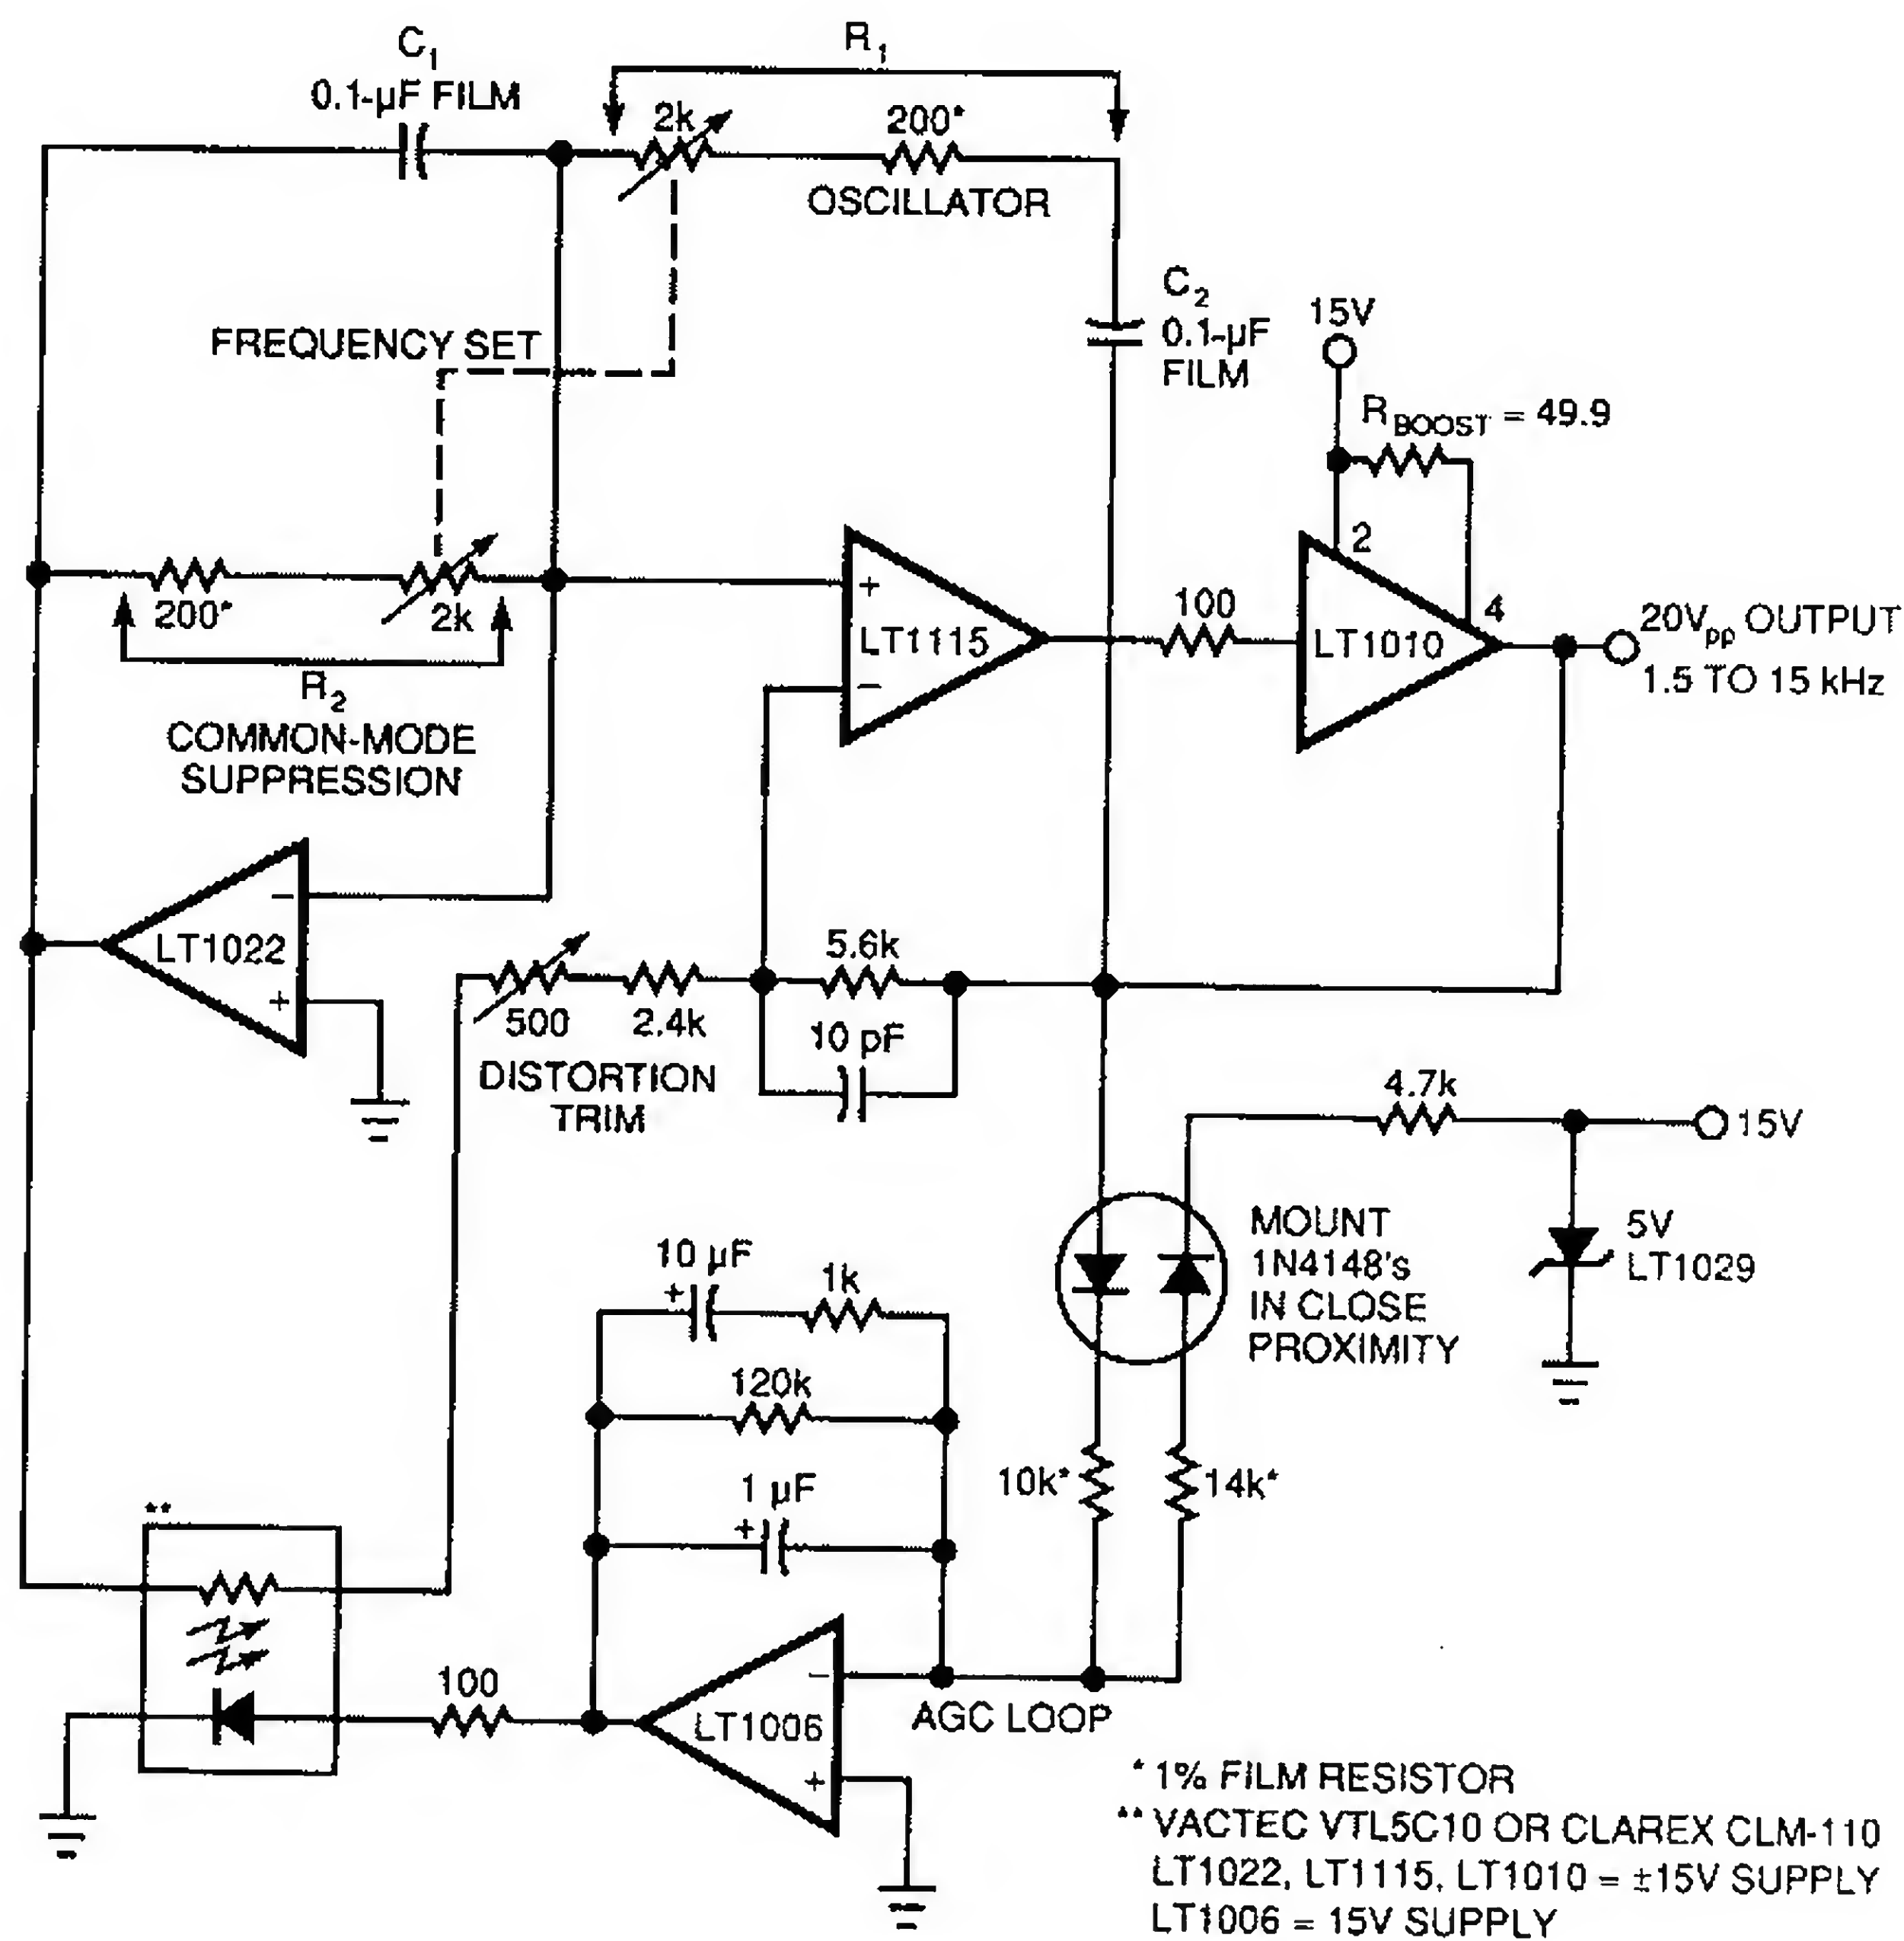 C1
0.1-µF FILM
R1
2k
200*
OSCILLATOR
C2
0.1-µF
FILM
FREQUENCY SET
15V
RBOOST = 49.9
2
4
200*
2k
R2
COMMON-MODE
SUPPRESSION
+
LT1115
−
100
LT1010
20Vpp OUTPUT
1.5 TO 15 kHz
−
LT1022
+
500
2.4k
DISTORTION
TRIM
5.6k
10 pF
4.7k
15V
5V
LT1029
MOUNT
1N4148's
IN CLOSE
PROXIMITY
10 µF
+
1k
120k
1 µF
+
10k*
14k*
**
100
−
LT1006
+
AGC LOOP
* 1% FILM RESISTOR
** VACTEC VTL5C10 OR CLAREX CLM-110
LT1022, LT1115, LT1010 = ±15V SUPPLY
LT1006 = 15V SUPPLY